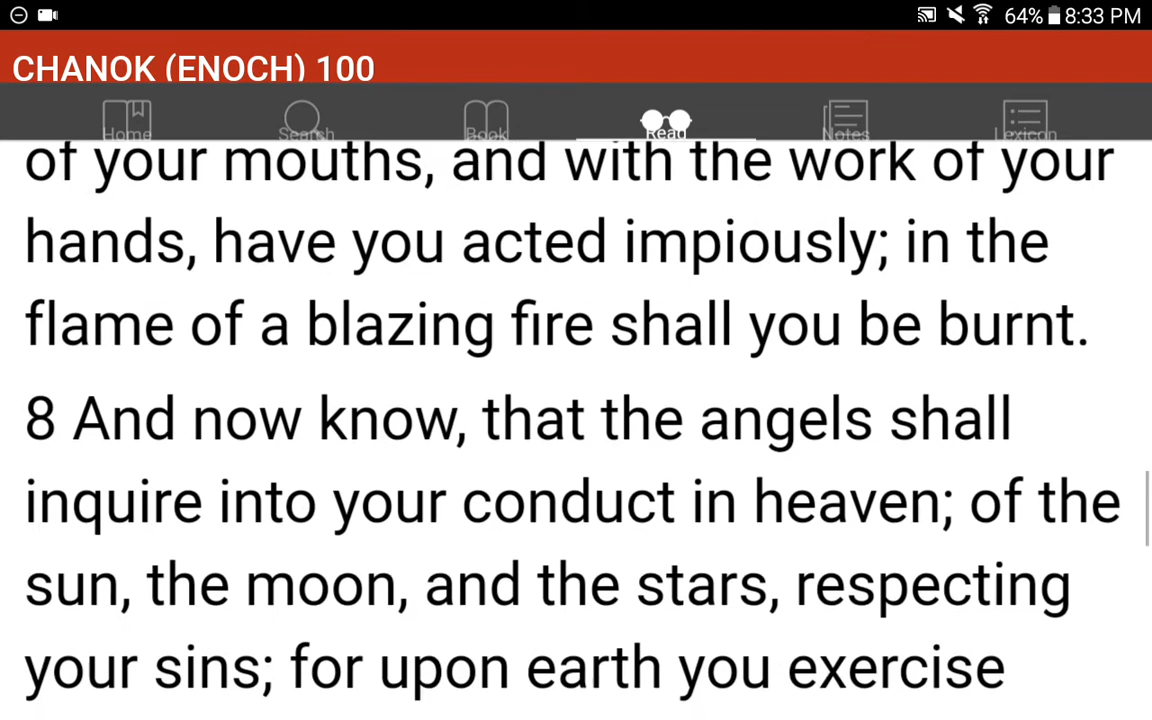 64% 8:33 PM
CHANOK (ENOCH) 100
Home Search Book Read Notes Lexicon
of your mouths, and with the work of your
hands, have you acted impiously; in the
flame of a blazing fire shall you be burnt.
8 And now know, that the angels shall
inquire into your conduct in heaven; of the
sun, the moon, and the stars, respecting
your sins; for upon earth you exercise